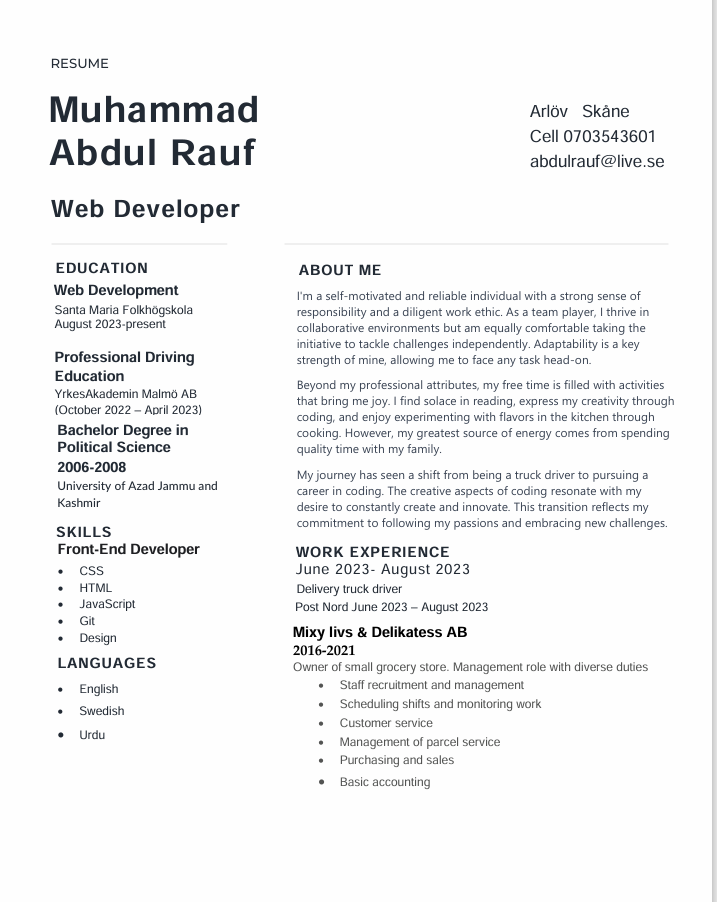 RESUME
Muhammad
Abdul Rauf
Arlöv Skåne
Cell 0703543601
abdulrauf@live.se
Web Developer
EDUCATION
Web Development
Santa Maria Folkhögskola
August 2023-present
Professional Driving
Education
YrkesAkademin Malmö AB
(October 2022 – April 2023)
Bachelor Degree in
Political Science
2006-2008
University of Azad Jammu and
Kashmir
SKILLS
Front-End Developer
• CSS
• HTML
• JavaScript
• Git
• Design
LANGUAGES
• English
• Swedish
• Urdu
ABOUT ME
I'm a self-motivated and reliable individual with a strong sense of
responsibility and a diligent work ethic. As a team player, I thrive in
collaborative environments but am equally comfortable taking the
initiative to tackle challenges independently. Adaptability is a key
strength of mine, allowing me to face any task head-on.
Beyond my professional attributes, my free time is filled with activities
that bring me joy. I find solace in reading, express my creativity through
coding, and enjoy experimenting with flavors in the kitchen through
cooking. However, my greatest source of energy comes from spending
quality time with my family.
My journey has seen a shift from being a truck driver to pursuing a
career in coding. The creative aspects of coding resonate with my
desire to constantly create and innovate. This transition reflects my
commitment to following my passions and embracing new challenges.
WORK EXPERIENCE
June 2023- August 2023
Delivery truck driver
Post Nord June 2023 – August 2023
Mixy livs & Delikatess AB
2016-2021
Owner of small grocery store. Management role with diverse duties
• Staff recruitment and management
• Scheduling shifts and monitoring work
• Customer service
• Management of parcel service
• Purchasing and sales
• Basic accounting